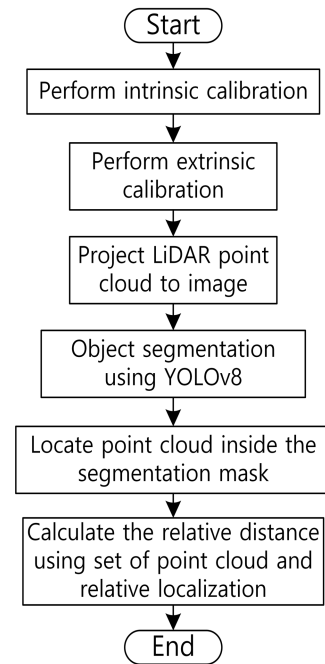 Start
Perform intrinsic calibration
Perform extrinsic
calibration
Project LiDAR point
cloud to image
Object segmentation
using YOLOv8
Locate point cloud inside the
segmentation mask
Calculate the relative distance
using set of point cloud and
relative localization
End